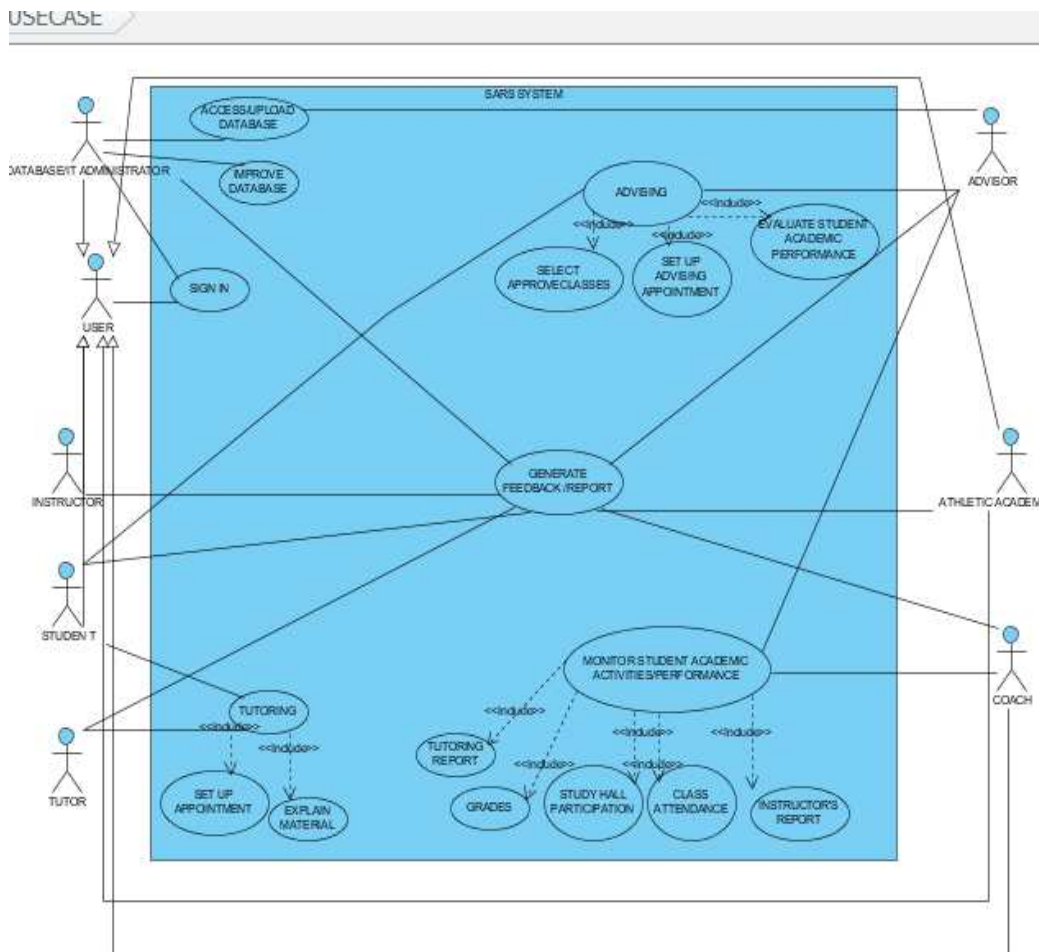 USECASE
SARS SYSTEM
ACCESS/UPLOAD
DATABASE
DATABASE/IT ADMINISTRATOR
IMPROVE
DATABASE
ADVISOR
ADVISING
<<Include>>
<<Include>>
<<Include>>
EVALUATE STUDENT
ACADEMIC
PERFORMANCE
SELECT
APPROVECLASSES
SET UP
ADVISING
APPOINTMENT
SIGN IN
USER
GENERATE
FEEDBACK/REPORT
INSTRUCTOR
ATHLETIC ACADEM
STUDENT
MONITOR STUDENT ACADEMIC
ACTIVITIES/PERFORMANCE
COACH
TUTORING
<<Include>>
<<Include>>
<<Include>>
<<Include>>
<<Include>>
<<Include>>
<<Include>>
TUTORING
REPORT
TUTOR
SET UP
APPOINTMENT
EXPLAIN
MATERIAL
GRADES
STUDY HALL
PARTICIPATION
CLASS
ATTENDANCE
INSTRUCTOR'S
REPORT